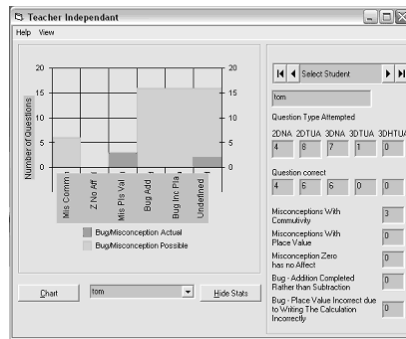 Teacher Independant
Help View
20 20
15 15
10 10
5 5
0 0
Number of Questions
Mis Comm
Z No Aff
Mis Pls Val
Bug Add
Bug Inc Pla
Undefined
Bug/Misconception Actual
Bug/Misconception Possible
Chart tom Hide Stats
Select Student
tom
Question Type Attempted
2DNA 2DTUA 3DNA 3DTUA 3DHTUA
4 8 7 1 0
Question correct
4 6 6 0 0
Misconceptions With
Commutivity 3
Misconceptions With
Place Value 0
Misconception Zero
has no Affect 0
Bug - Addition Completed
Rather than Subtraction 0
Bug - Place Value Incorrect due
to Writing The Calculation
Incorrectly 0